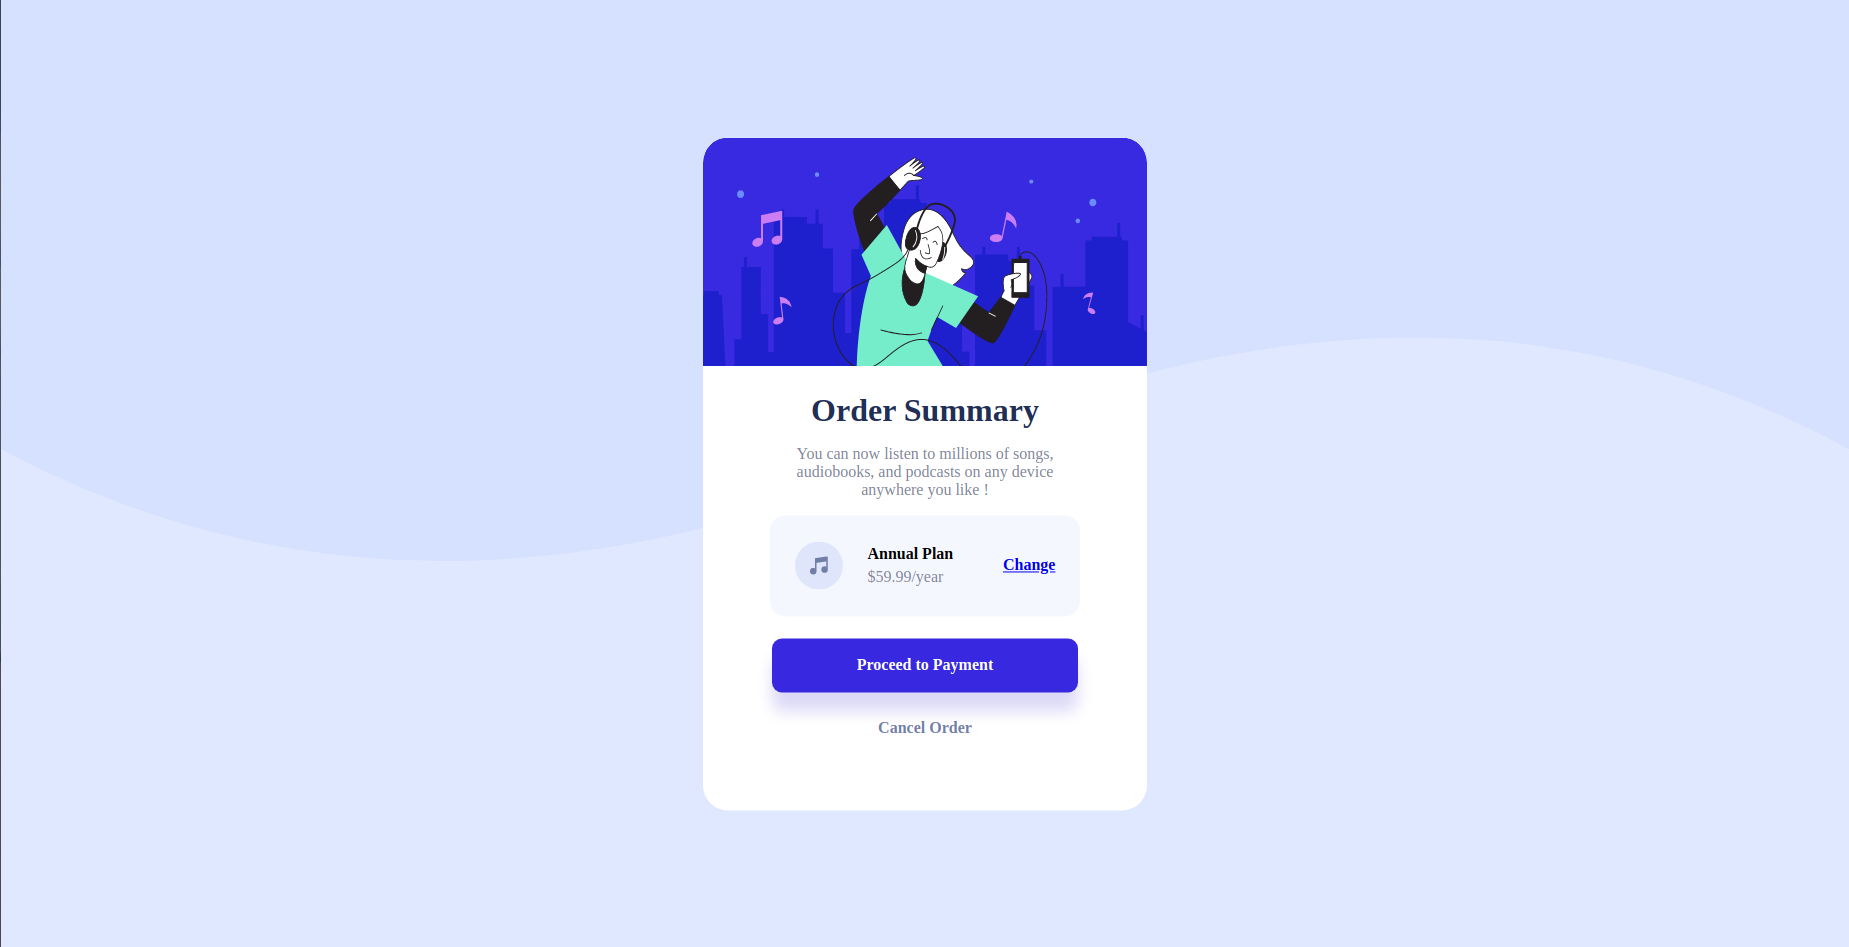 Order Summary
You can now listen to millions of songs,
audiobooks, and podcasts on any device
anywhere you like !
Annual Plan
$59.99/year
Change
Proceed to Payment
Cancel Order